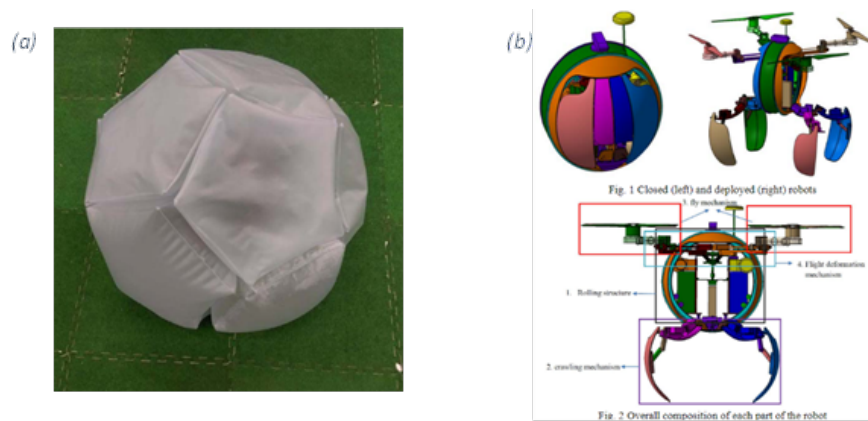 (a)
(b)
Fig. 1 Closed (left) and deployed (right) robots
3. fly mechanism
4. Flight deformation
mechanism
1. Rolling structure
2. crawling mechanism
Fig. 2 Overall composition of each part of the robot